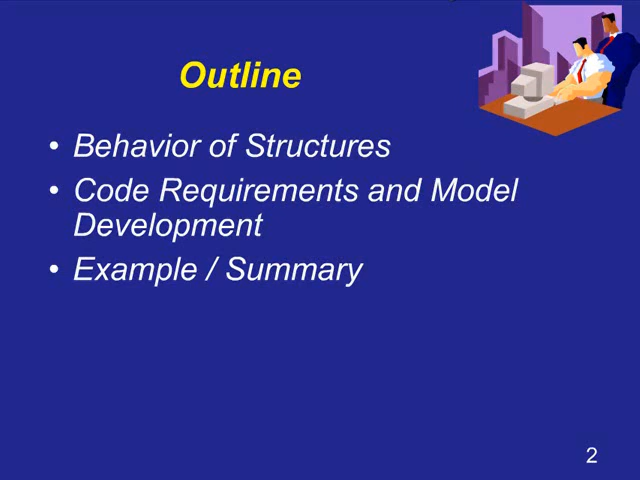 Outline
• Behavior of Structures
• Code Requirements and Model
Development
• Example / Summary
2